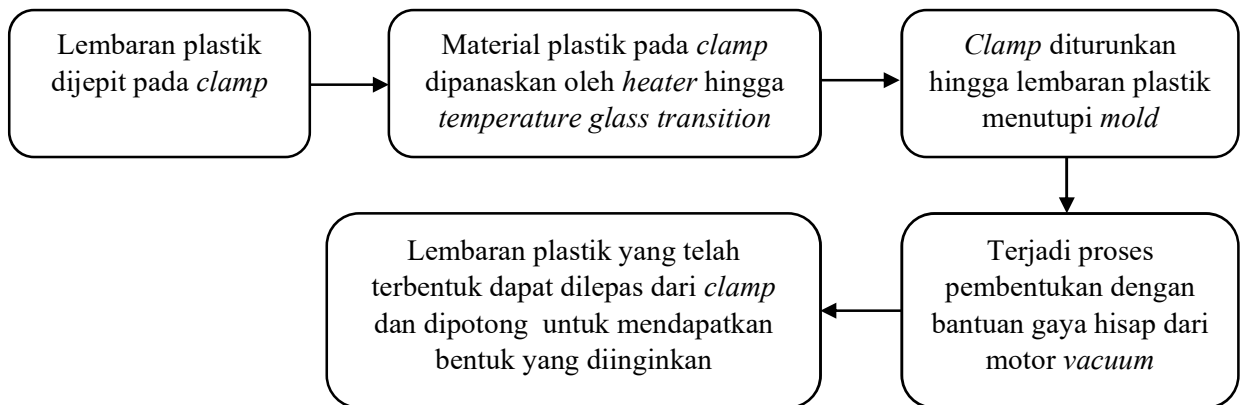 Lembaran plastik
dijepit pada clamp
Material plastik pada clamp
dipanaskan oleh heater hingga
temperature glass transition
Clamp diturunkan
hingga lembaran plastik
menutupi mold
Terjadi proses
pembentukan dengan
bantuan gaya hisap dari
motor vacuum
Lembaran plastik yang telah
terbentuk dapat dilepas dari clamp
dan dipotong  untuk mendapatkan
bentuk yang diinginkan